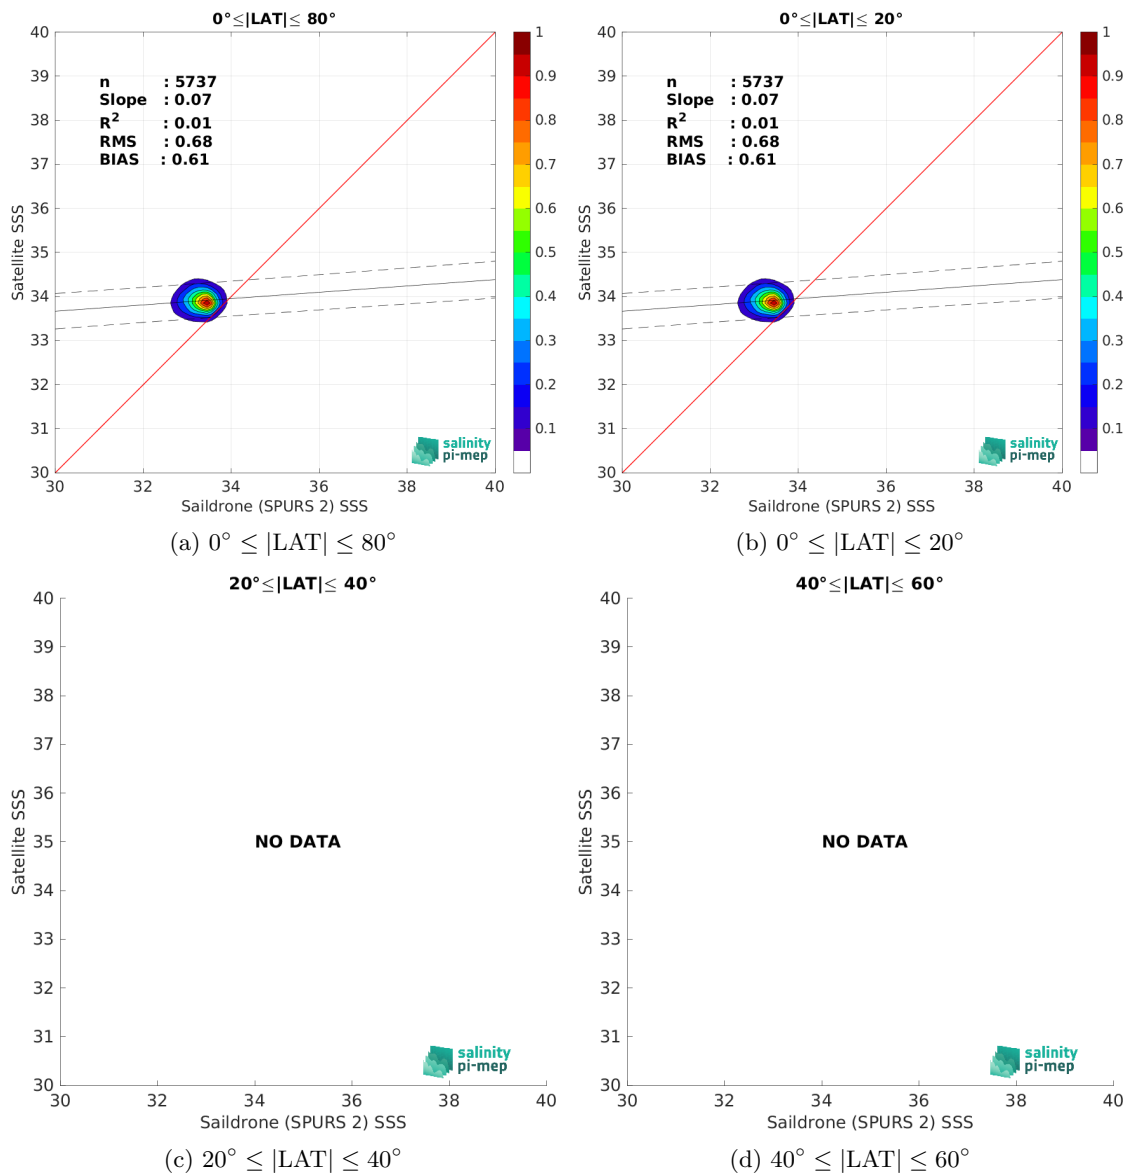 0°≤|LAT|≤ 80°
40
39
38
37
36
35
34
33
32
31
30
Satellite SSS
n : 5737
Slope : 0.07
R² : 0.01
RMS : 0.68
BIAS : 0.61
salinity
pi-mep
30 32 34 36 38 40
Saildrone (SPURS 2) SSS
1
0.9
0.8
0.7
0.6
0.5
0.4
0.3
0.2
0.1
(a) 0° ≤ |LAT| ≤ 80°
0°≤|LAT|≤ 20°
40
39
38
37
36
35
34
33
32
31
30
Satellite SSS
n : 5737
Slope : 0.07
R² : 0.01
RMS : 0.68
BIAS : 0.61
salinity
pi-mep
30 32 34 36 38 40
Saildrone (SPURS 2) SSS
1
0.9
0.8
0.7
0.6
0.5
0.4
0.3
0.2
0.1
(b) 0° ≤ |LAT| ≤ 20°
20°≤|LAT|≤ 40°
40
39
38
37
36
35
34
33
32
31
30
Satellite SSS
NO DATA
salinity
pi-mep
30 32 34 36 38 40
Saildrone (SPURS 2) SSS
(c) 20° ≤ |LAT| ≤ 40°
40°≤|LAT|≤ 60°
40
39
38
37
36
35
34
33
32
31
30
Satellite SSS
NO DATA
salinity
pi-mep
30 32 34 36 38 40
Saildrone (SPURS 2) SSS
(d) 40° ≤ |LAT| ≤ 60°